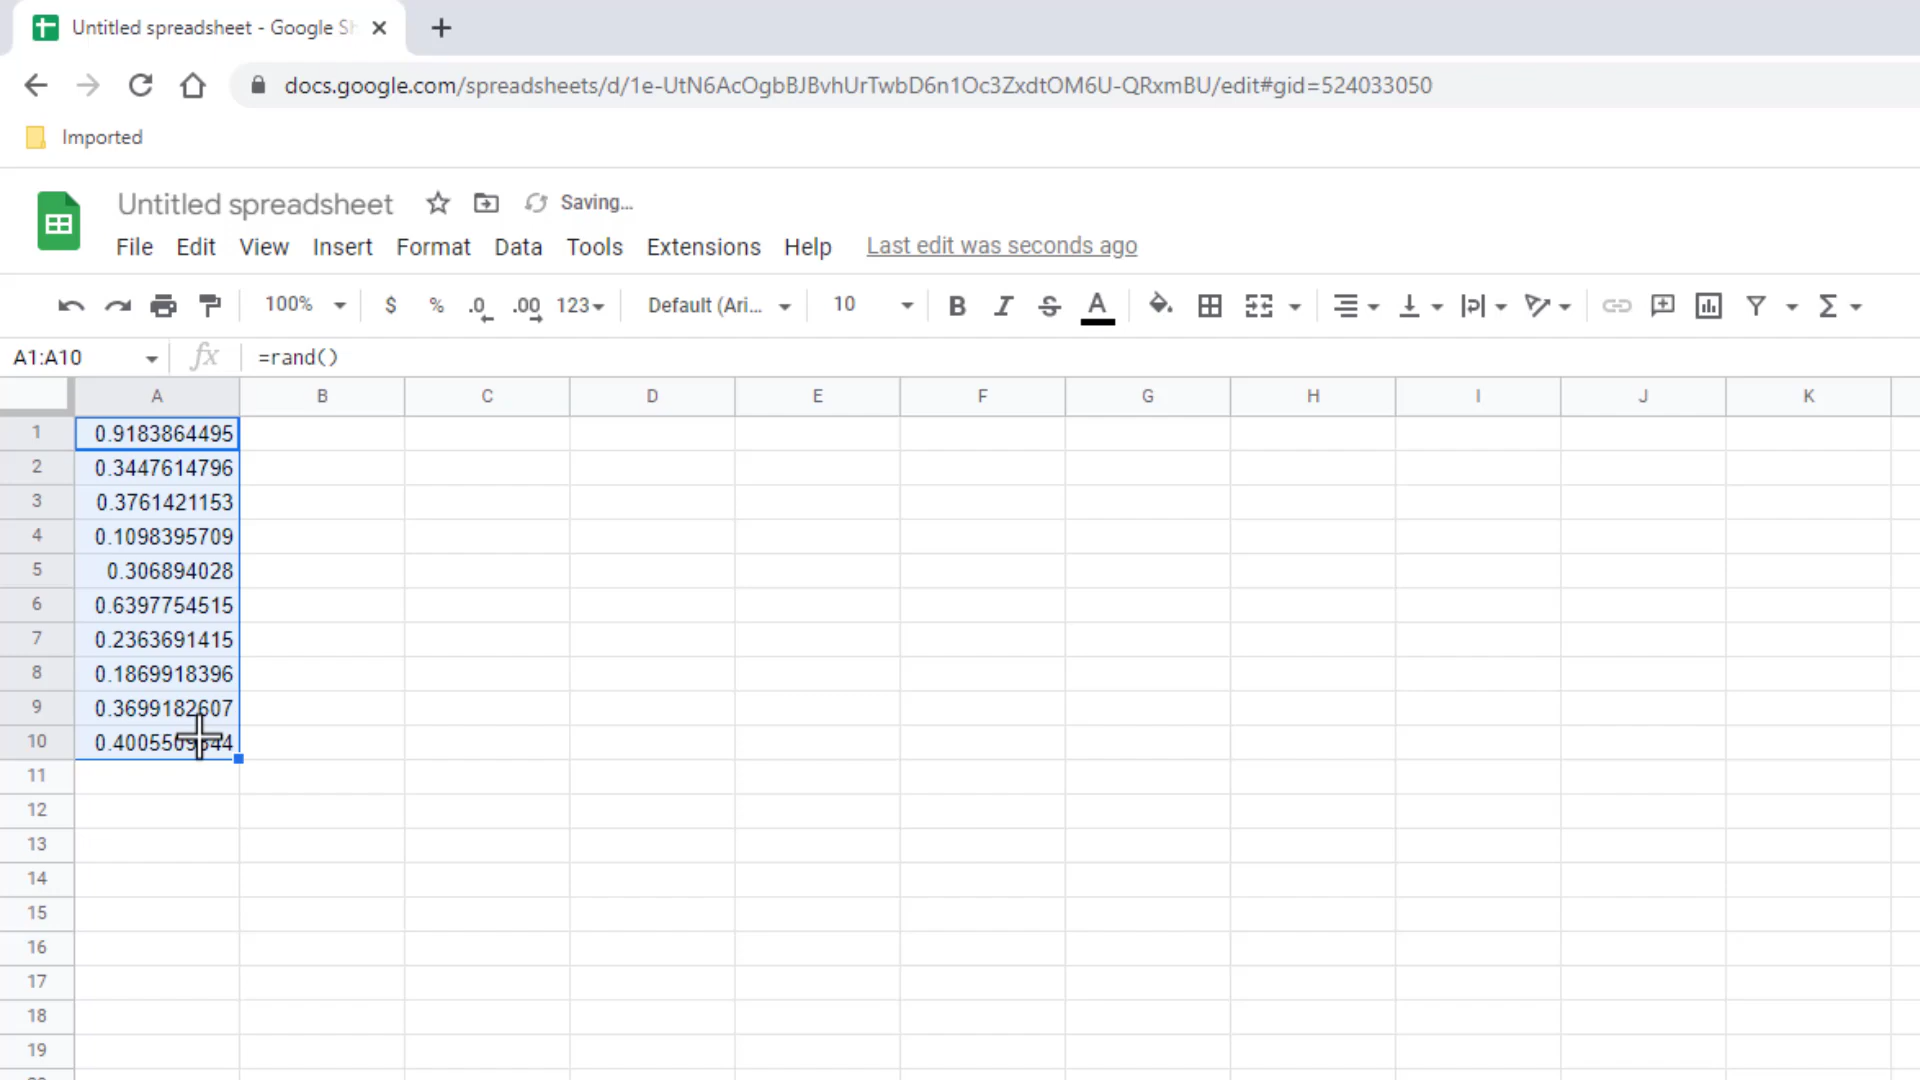 Untitled spreadsheet - Google Sh
docs.google.com/spreadsheets/d/1e-UtN6AcOgbBJBvhUrTwbD6n1Oc3ZxdtOM6U-QRxmBU/edit#gid=524033050
Imported
Untitled spreadsheet Saving...
File Edit View Insert Format Data Tools Extensions Help Last edit was seconds ago
100% $ % .0 .00 123 Default (Ari... 10 B I S A Σ
A1:A10 fx =rand()
A B C D E F G H I J K
1 0.9183864495
2 0.3447614796
3 0.3761421153
4 0.1098395709
5 0.306894028
6 0.6397754515
7 0.2363691415
8 0.1869918396
9 0.3699182607
10
11
12
13
14
15
16
17
18
19